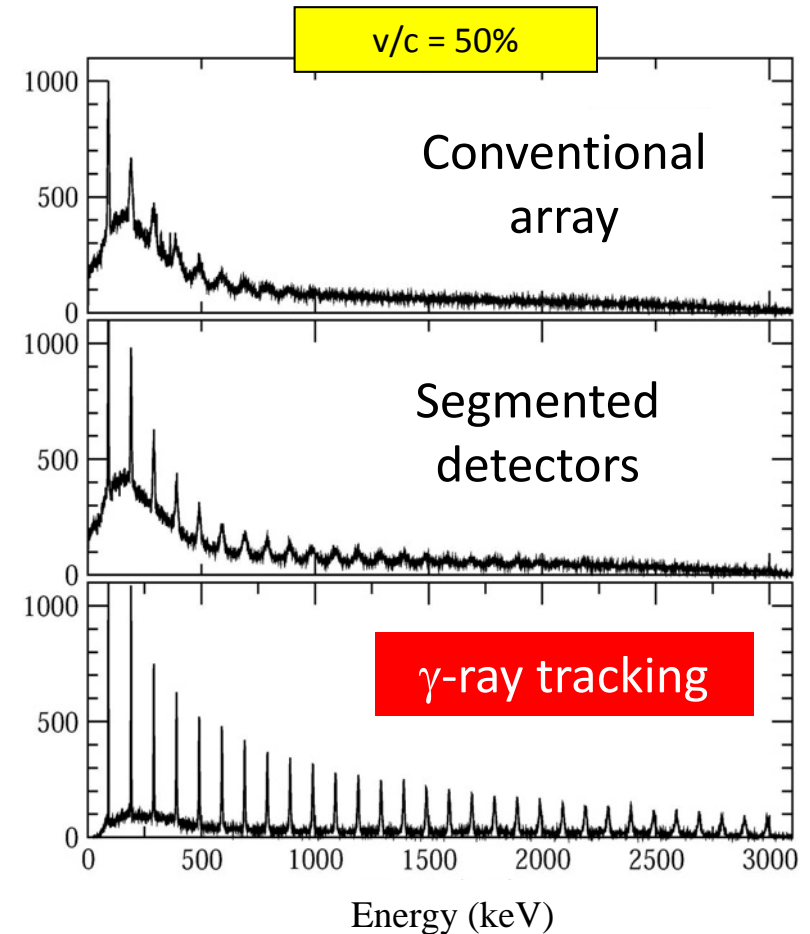 v/c = 50%
1000
500
0
Conventional
array
1000
500
0
Segmented
detectors
1000
500
0
γ-ray tracking
0 500 1000 1500 2000 2500 3000
Energy (keV)